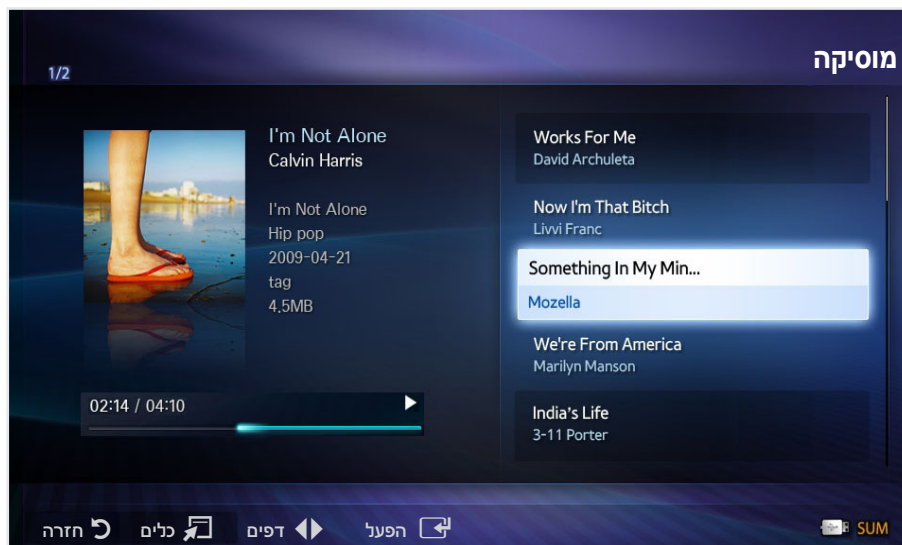 מוסיקה
1/2
I'm Not Alone
Calvin Harris
I'm Not Alone
Hip pop
2009-04-21
tag
4.5MB
02:14 / 04:10
Works For Me
David Archuleta
Now I'm That Bitch
Livvi Franc
Something In My Min...
Mozella
We're From America
Marilyn Manson
India's Life
3-11 Porter
SUM
הפעל
דפים
כלים
חזרה